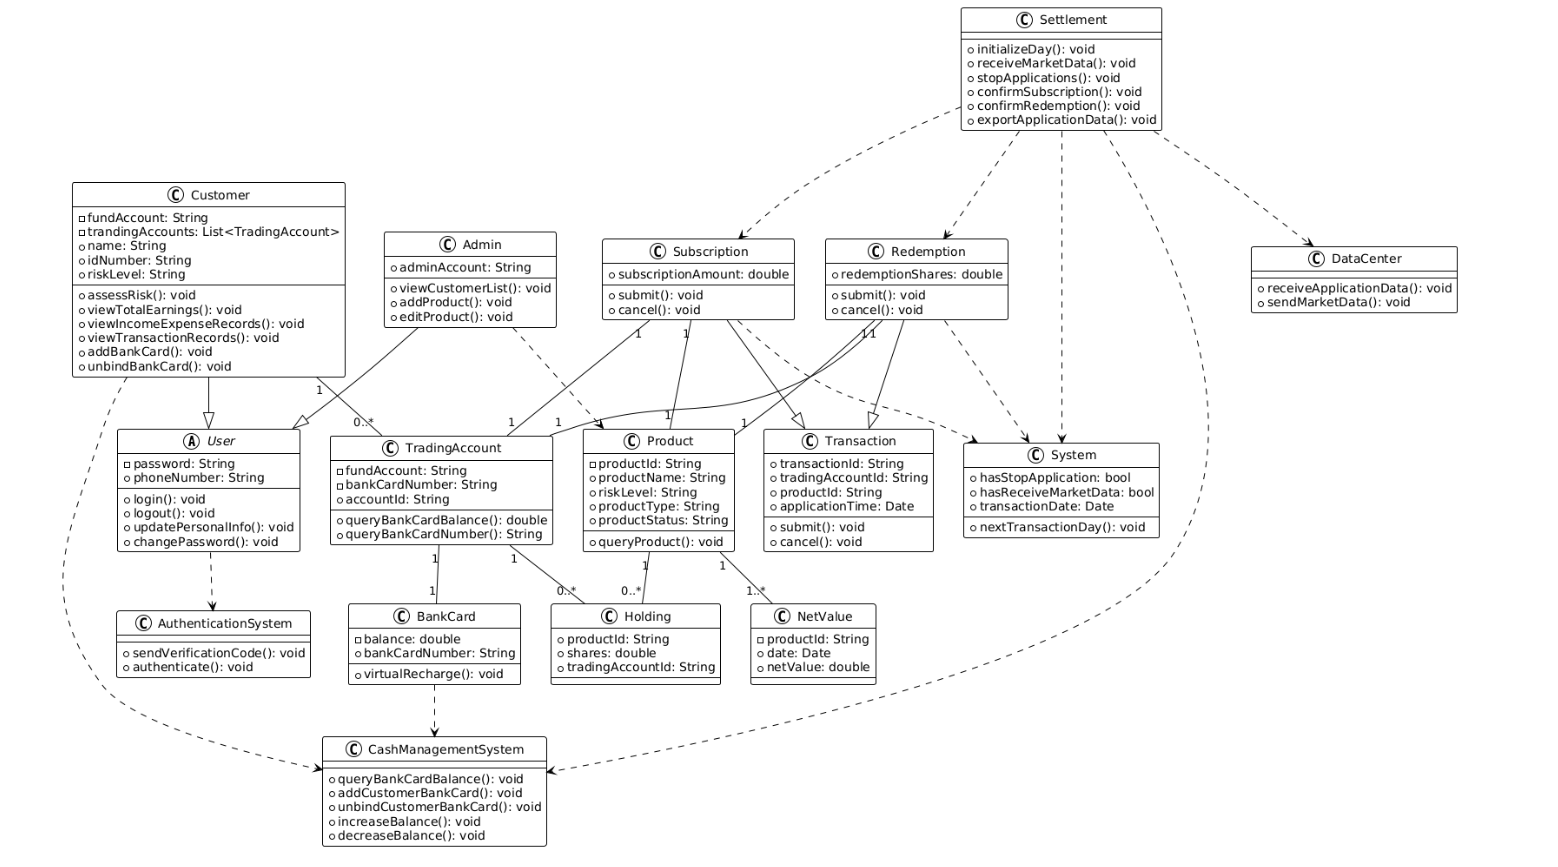 C Settlement
initializeDay(): void
receiveMarketData(): void
stopApplications(): void
confirmSubscription(): void
confirmRedemption(): void
exportApplicationData(): void
C Customer
fundAccount: String
trandingAccounts: List<TradingAccount>
name: String
idNumber: String
riskLevel: String
assessRisk(): void
viewTotalEarnings(): void
viewIncomeExpenseRecords(): void
viewTransactionRecords(): void
addBankCard(): void
unbindBankCard(): void
C Admin
adminAccount: String
viewCustomerList(): void
addProduct(): void
editProduct(): void
C Subscription
subscriptionAmount: double
submit(): void
cancel(): void
C Redemption
redemptionShares: double
submit(): void
cancel(): void
C DataCenter
receiveApplicationData(): void
sendMarketData(): void
1
0..*
1
1
1
1
1
1
1
1
A User
password: String
phoneNumber: String
login(): void
logout(): void
updatePersonalInfo(): void
changePassword(): void
C TradingAccount
fundAccount: String
bankCardNumber: String
accountId: String
queryBankCardBalance(): double
queryBankCardNumber(): String
C Product
productId: String
productName: String
riskLevel: String
productType: String
productStatus: String
queryProduct(): void
C Transaction
transactionId: String
tradingAccountId: String
productId: String
applicationTime: Date
submit(): void
cancel(): void
C System
hasStopApplication: bool
hasReceiveMarketData: bool
transactionDate: Date
nextTransactionDay(): void
1
1
1
0..*
1
0..*
1
1..*
C AuthenticationSystem
sendVerificationCode(): void
authenticate(): void
C BankCard
balance: double
bankCardNumber: String
virtualRecharge(): void
C Holding
productId: String
shares: double
tradingAccountId: String
C NetValue
productId: String
date: Date
netValue: double
C CashManagementSystem
queryBankCardBalance(): void
addCustomerBankCard(): void
unbindCustomerBankCard(): void
increaseBalance(): void
decreaseBalance(): void